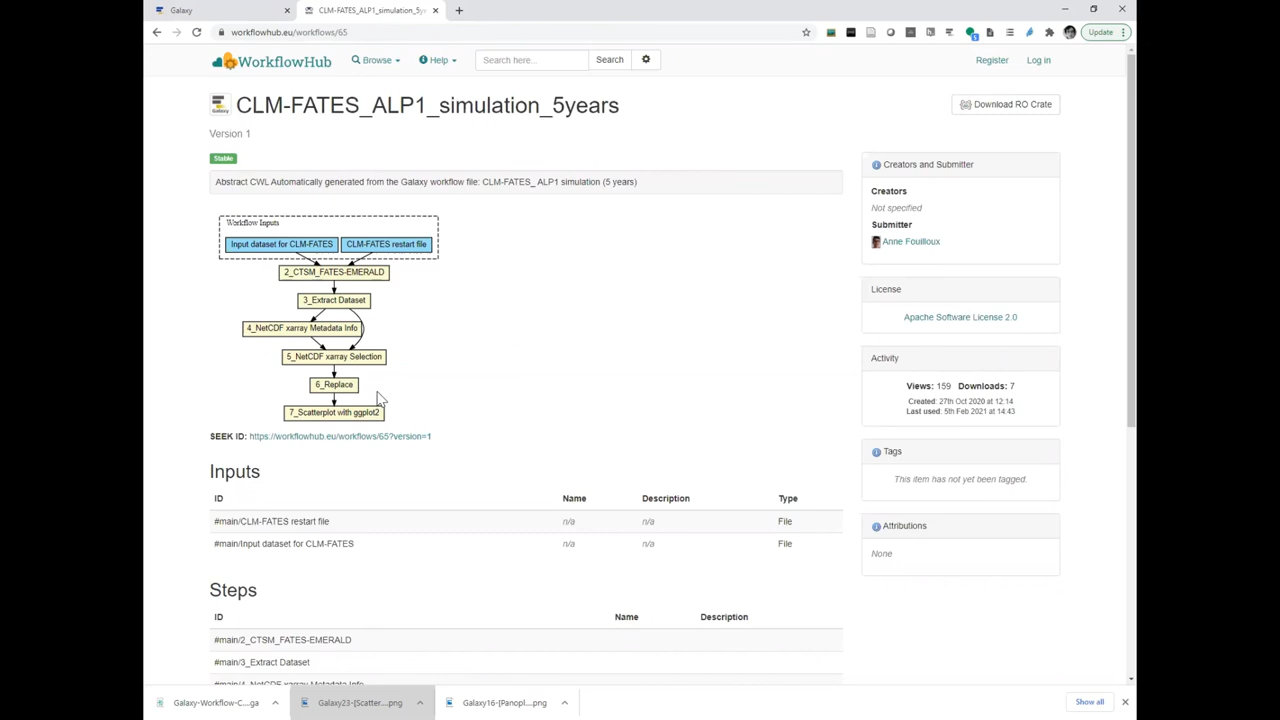 Galaxy
CLM-FATES_ALP1_simulation_5ye
workflowhub.eu/workflows/65
Update
WorkflowHub
Browse
Help
Search here...
Search
Register
Log in
Galaxy
CLM-FATES_ALP1_simulation_5years
Download RO Crate
Version 1
Stable
Abstract CWL Automatically generated from the Galaxy workflow file: CLM-FATES_ ALP1 simulation (5 years)
Workflow Inputs
Input dataset for CLM-FATES
CLM-FATES restart file
2_CTSM_FATES-EMERALD
3_Extract Dataset
4_NetCDF xarray Metadata Info
5_NetCDF xarray Selection
6_Replace
7_Scatterplot with ggplot2
SEEK ID: https://workflowhub.eu/workflows/65?version=1
Inputs
ID Name Description Type
#main/CLM-FATES restart file n/a n/a File
#main/Input dataset for CLM-FATES n/a n/a File
Steps
ID Name Description
#main/2_CTSM_FATES-EMERALD
#main/3_Extract Dataset
#main/4_NetCDF xarray Metadata Info
Creators and Submitter
Creators
Not specified
Submitter
Anne Fouilloux
License
Apache Software License 2.0
Activity
Views: 159 Downloads: 7
Created: 27th Oct 2020 at 12:14
Last used: 5th Feb 2021 at 14:43
Tags
This item has not yet been tagged.
Attributions
None
Galaxy-Workflow-C....ga
Galaxy23-[Scatter....png
Galaxy16-[Panopl....png
Show all